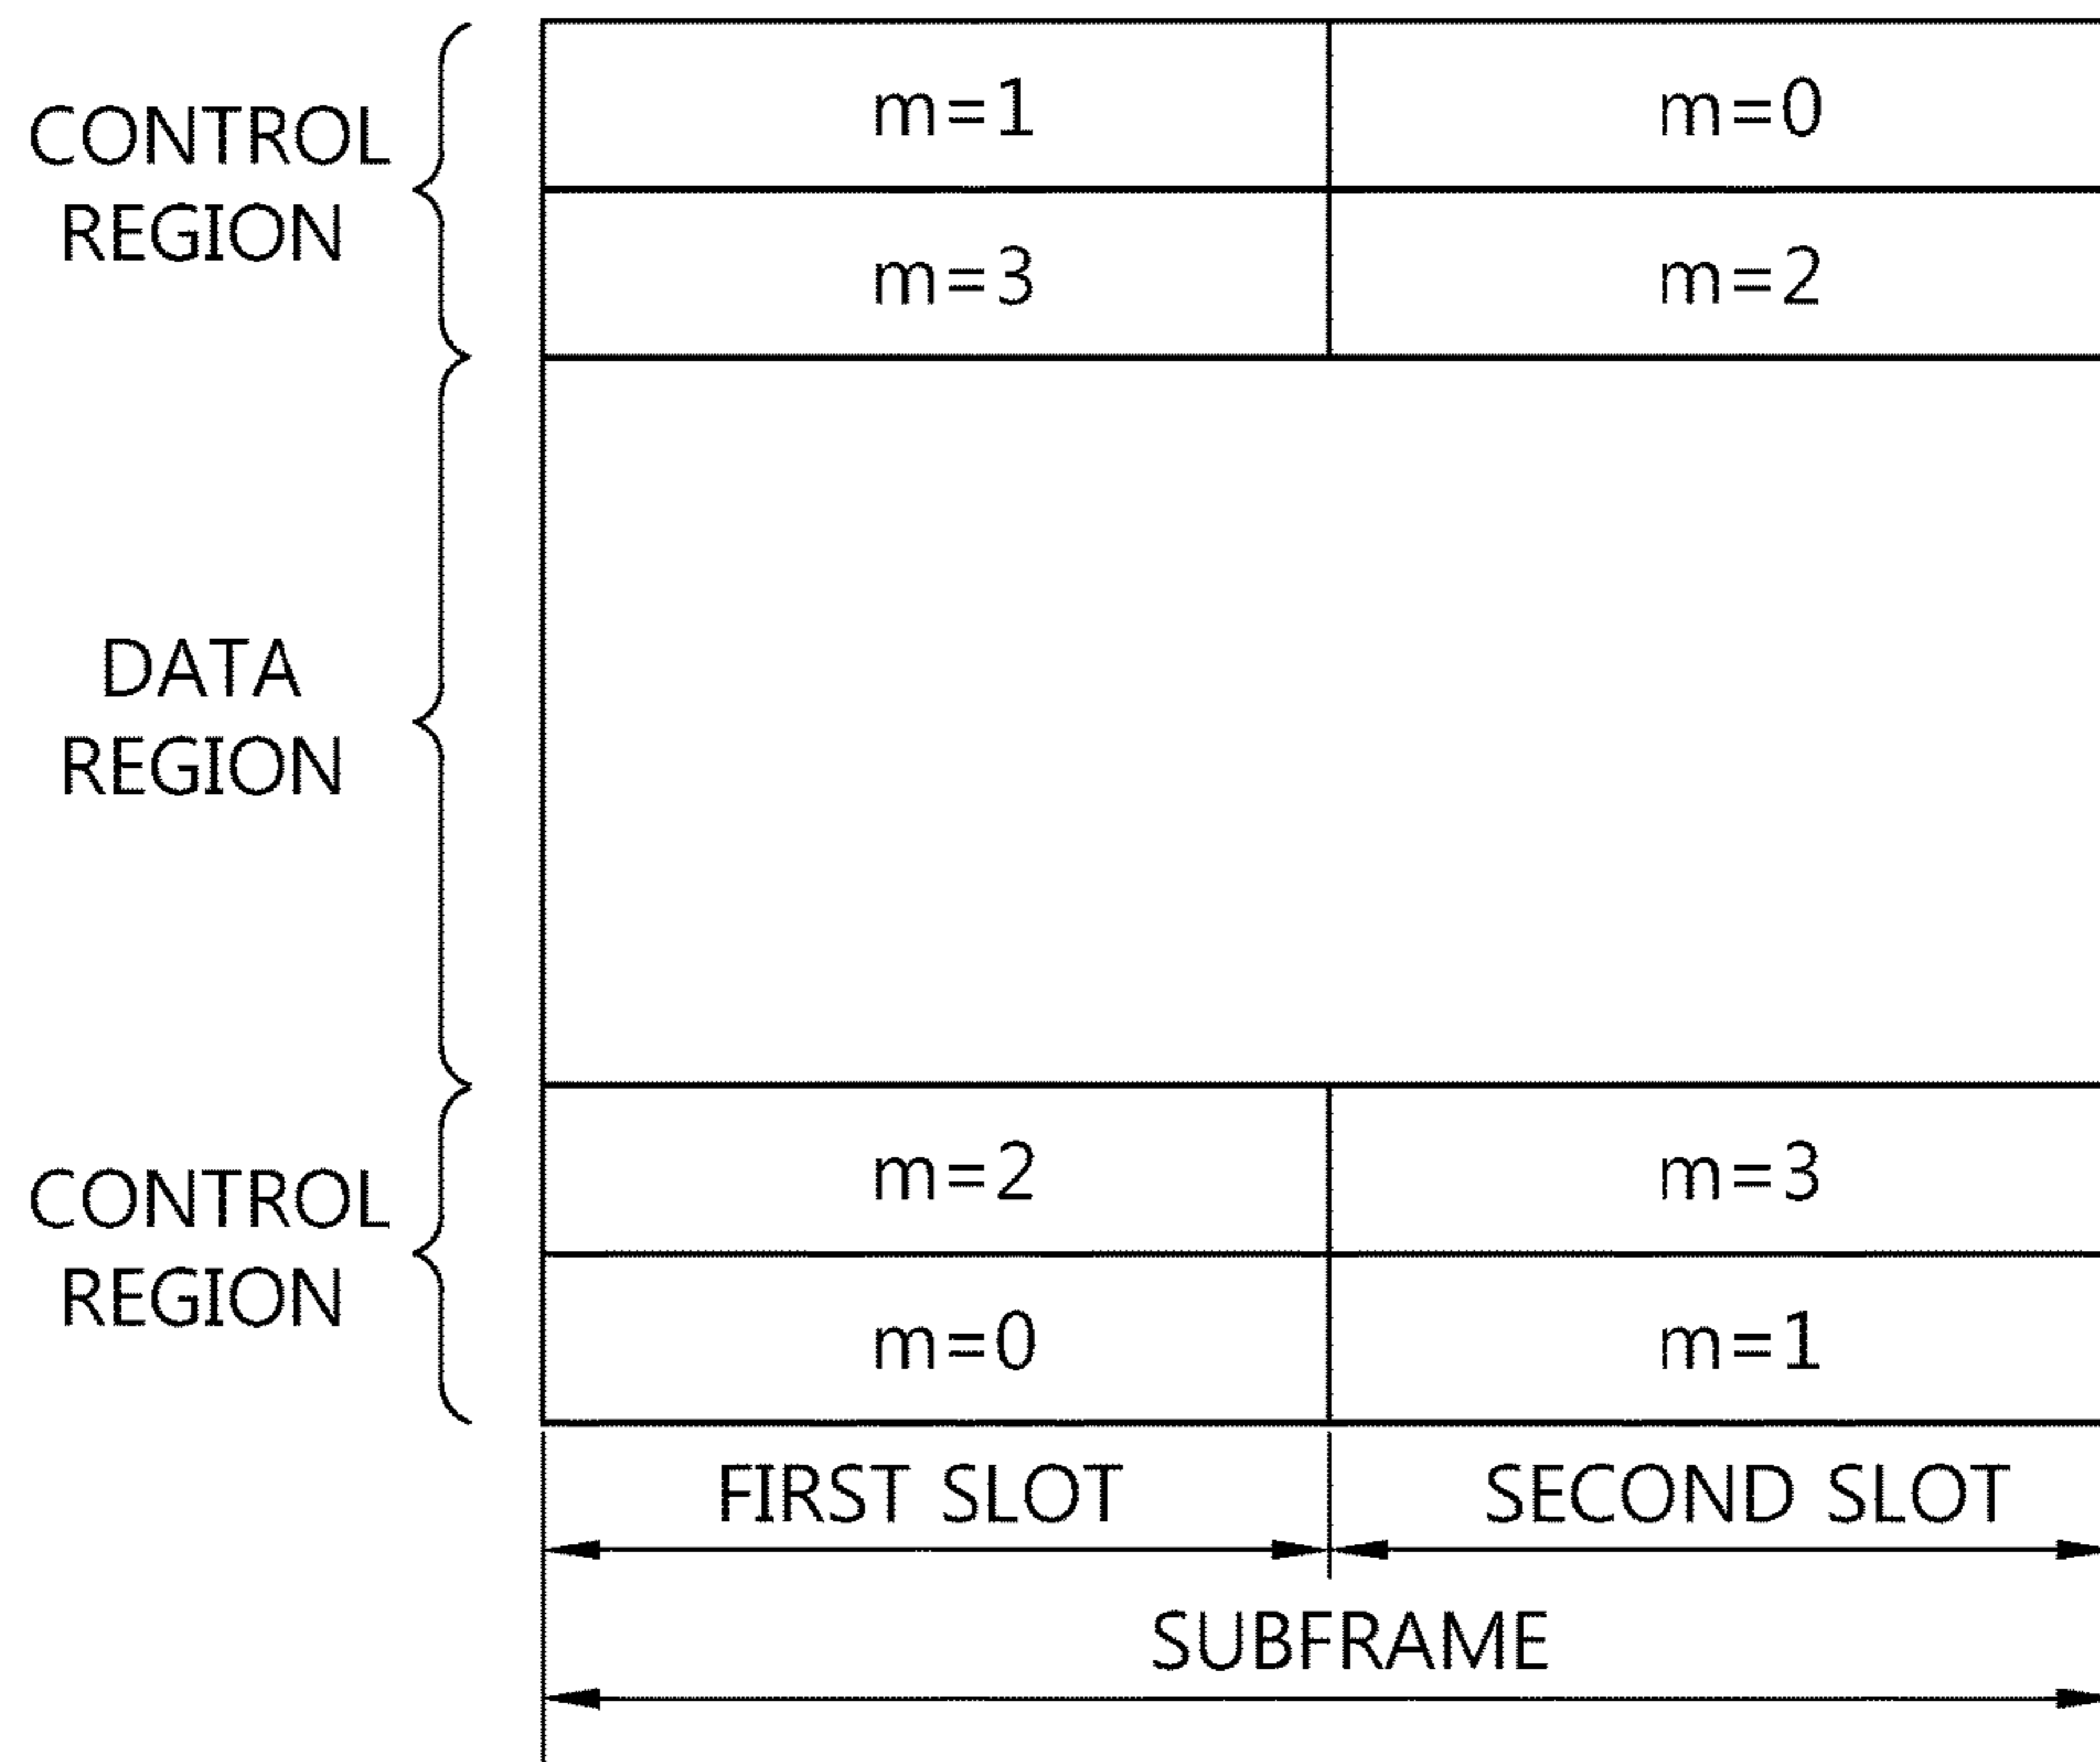 CONTROL
REGION
m=1 m=0
m=3 m=2
DATA
REGION
CONTROL
REGION
m=2 m=3
m=0 m=1
FIRST SLOT SECOND SLOT
SUBFRAME